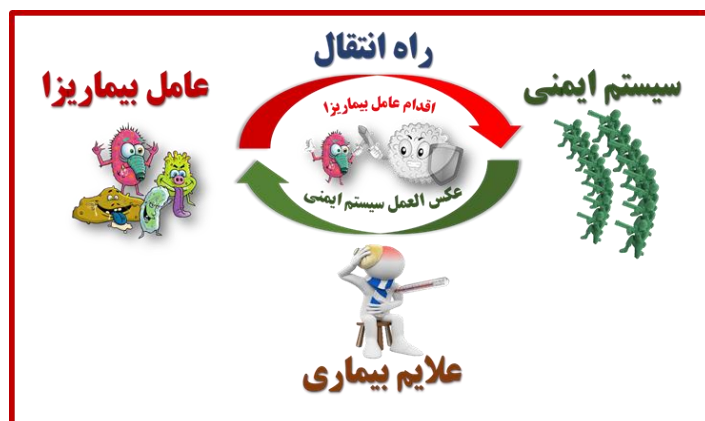 راه انتقال
سیستم ایمنی
عامل بیماریزا
اقدام عامل بیماریزا
عکس العمل سیستم ایمنی
علایم بیماری